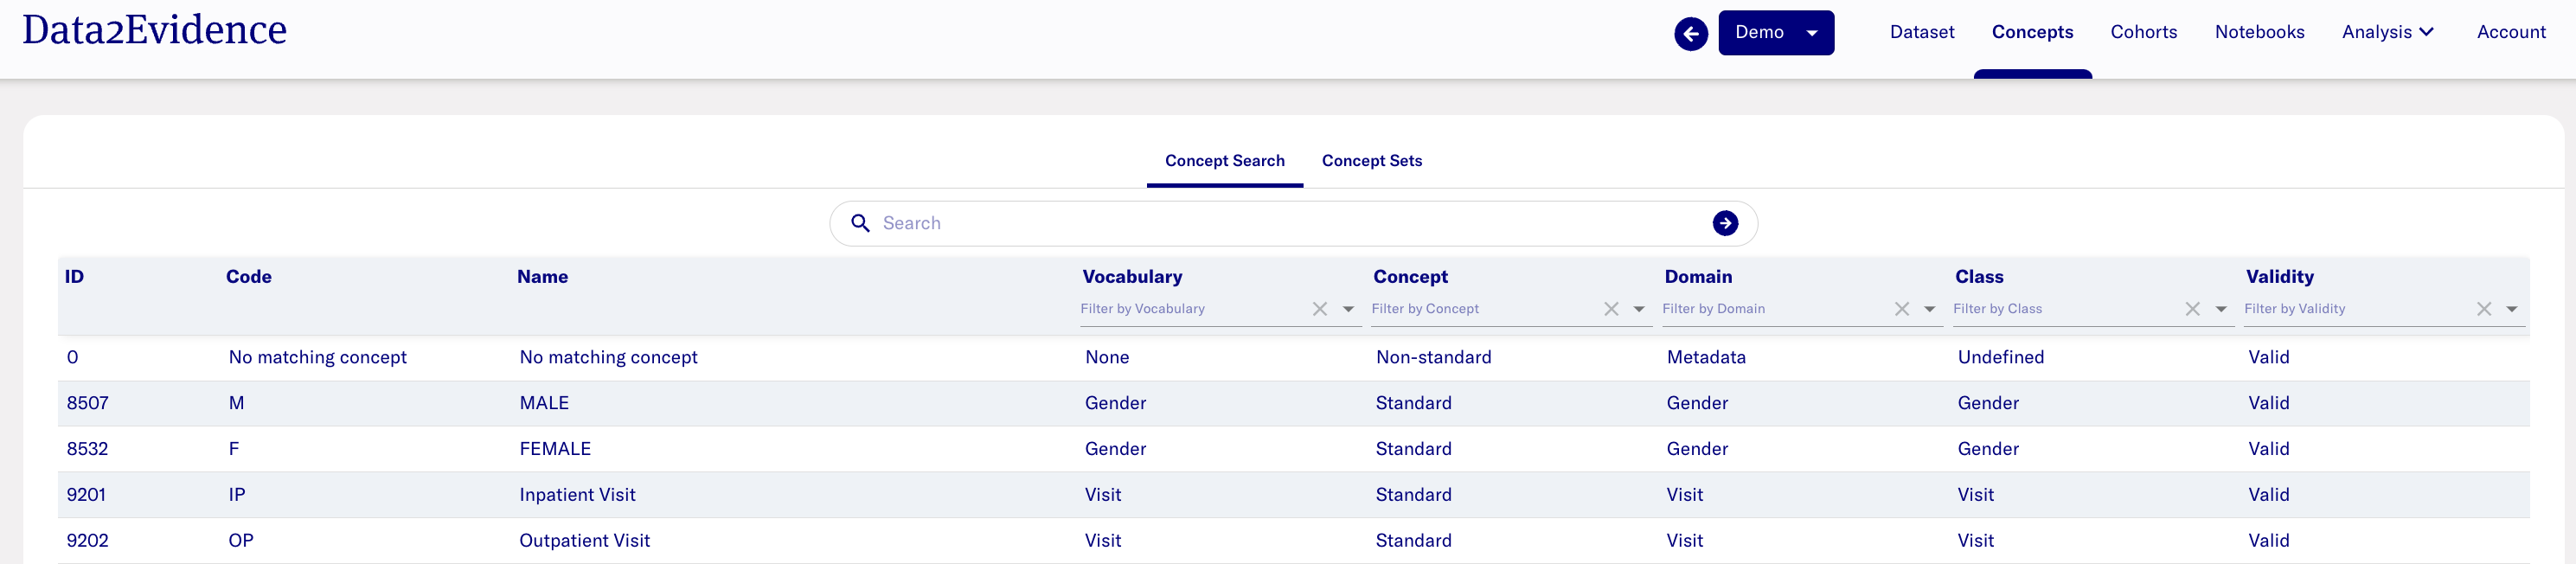 Data2Evidence Demo Dataset Concepts Cohorts Notebooks Analysis Account
Concept Search Concept Sets
Search
ID Code Name Vocabulary Concept Domain Class Validity
Filter by Vocabulary Filter by Concept Filter by Domain Filter by Class Filter by Validity
0 No matching concept No matching concept None Non-standard Metadata Undefined Valid
8507 M MALE Gender Standard Gender Gender Valid
8532 F FEMALE Gender Standard Gender Gender Valid
9201 IP Inpatient Visit Visit Standard Visit Visit Valid
9202 OP Outpatient Visit Visit Standard Visit Visit Valid